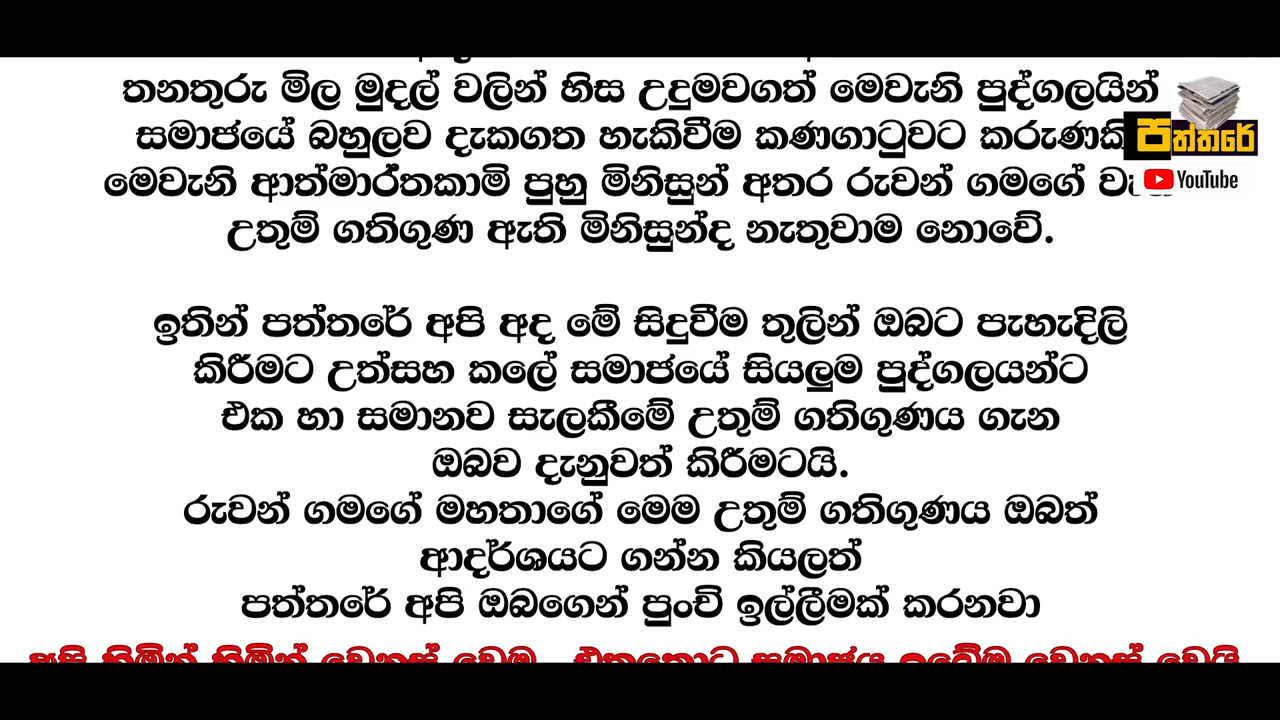 තනතුරු මිල මුදල් වලින් හිස උදුමවගත් මෙවැනි පුද්ගලයින්
සමාජයේ බහුලව දැකගත හැකිවීම කණගාටුවට කරුණකි
මෙවැනි ආත්මාර්තකාමි පුහු මිනිසුන් අතර රුවන් ගමගේ
උතුම් ගතිගුණ ඇති මිනිසුන්ද නැතුවාම නොවේ.
ඉතින් පත්තරේ අපි අද මේ සිදුවීම තුලින් ඔබට පැහැදිලි
කිරීමට උත්සහ කලේ සමාජයේ සියලුම පුද්ගලයන්ට
එක හා සමානව සැලකීමේ උතුම් ගතිගුණය ගැන
ඔබව දැනුවත් කිරීමටයි.
රුවන් ගමගේ මහතාගේ මෙම උතුම් ගතිගුණය ඔබත්
ආදර්ශයට ගන්න කියලත්
පත්තරේ අපි ඔබගෙන් පුංචි ඉල්ලීමක් කරනවා
පත්තරේ
YouTube